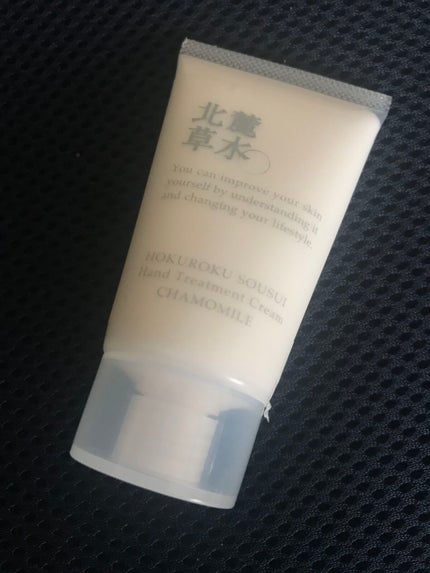 北麓
草水
You can improve your skin
yourself by understanding it
and changing your lifestyle.
HOKUROKU SOUSUI
Hand Treatment Cream
CHAMOMILE